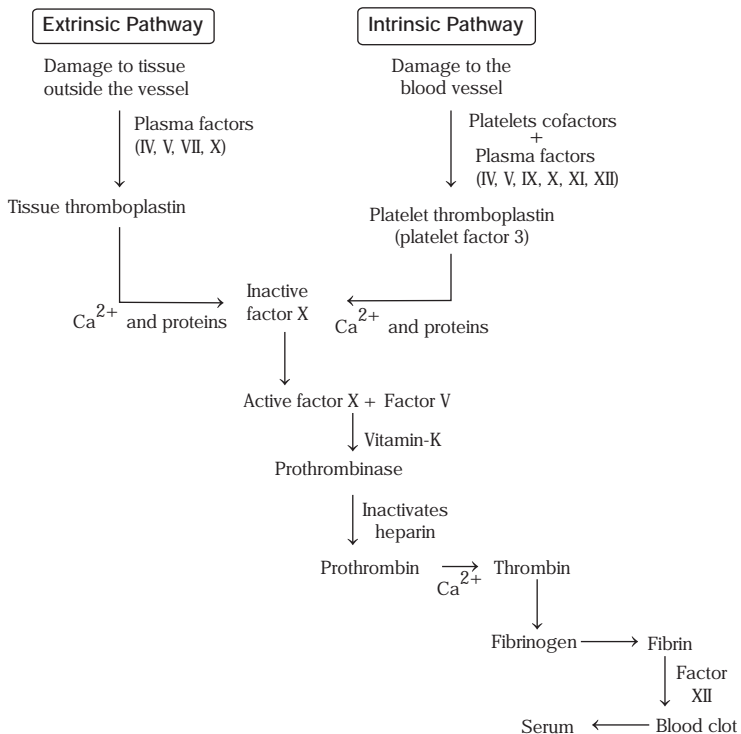 Extrinsic Pathway
Damage to tissue
outside the vessel
Plasma factors
(IV, V, VII, X)
Tissue thromboplastin
Ca2+ and proteins
Intrinsic Pathway
Damage to the
blood vessel
Platelets cofactors
+
Plasma factors
(IV, V, IX, X, XI, XII)
Platelet thromboplastin
(platelet factor 3)
Ca2+ and proteins
Inactive
factor X
Active factor X + Factor V
Vitamin-K
Prothrombinase
Inactivates
heparin
Prothrombin
Ca2+
Thrombin
Fibrinogen
Fibrin
Factor
XII
Blood clot
Serum